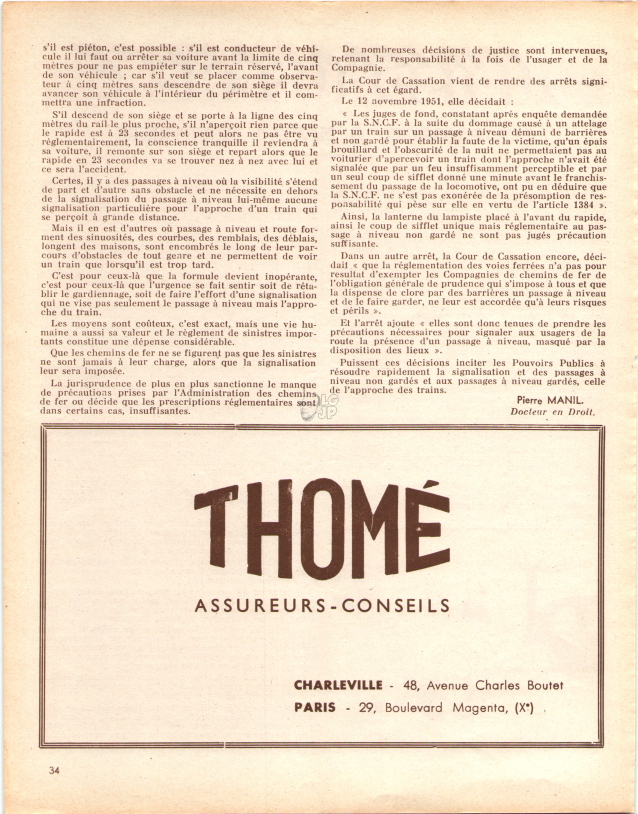 s'il est piéton, c'est possible : s'il est conducteur de véhi-
cule il lui faut ou arrêter sa voiture avant la limite de cinq
mètres pour ne pas empiéter sur le terrain réservé, l'avant
de son véhicule ; car s'il veut se placer comme observa-
teur à cinq mètres sans descendre de son siège il devra
avancer son véhicule à l'intérieur du périmètre et il com-
mettra une infraction.
S'il descend de son siège et se porte à la ligne des cinq
mètres du rail le plus proche, s'il n'aperçoit rien parce que
le rapide est à 23 secondes et peut alors ne pas être vu
réglementairement, la conscience tranquille il reviendra à
sa voiture, il remonte sur son siège et repart alors que le
rapide en 23 secondes va se trouver nez à nez avec lui et
ce sera l'accident.
Certes, il y a des passages à niveau où la visibilité s'étend
de part et d'autre sans obstacle et ne nécessite en dehors
de la signalisation du passage à niveau lui-même aucune
signalisation particulière pour l'approche d'un train qui
se perçoit à grande distance.
Mais il en est d'autres où passage à niveau et route for-
ment des sinuosités, des courbes, des remblais, des déblais,
longent des maisons, sont encombrés le long de leur par-
cours d'obstacles de tout genre et ne permettent de voir
un train que lorsqu'il est trop tard.
C'est pour ceux-là que la formule devient inopérante,
c'est pour ceux-là que l'urgence se fait sentir soit de réta-
blir le gardiennage, soit de faire l'effort d'une signalisation
qui ne vise pas seulement le passage à niveau mais l'appro-
che du train.
Les moyens sont coûteux, c'est exact, mais une vie hu-
maine a aussi sa valeur et le règlement de sinistres impor-
tants constitue une dépense considérable.
Que les chemins de fer ne se figurent pas que les sinistres
ne sont jamais à leur charge, alors que la signalisation
leur sera imposée.
La jurisprudence de plus en plus sanctionne le manque
de précautions prises par l'Administration des chemins
de fer ou décide que les prescriptions réglementaires sont
dans certains cas, insuffisantes.
De nombreuses décisions de justice sont intervenues,
retenant la responsabilité à la fois de l'usager et de la
Compagnie.
La Cour de Cassation vient de rendre des arrêts signi-
ficatifs à cet égard.
Le 12 novembre 1951, elle décidait :
« Les juges de fond, constatant après enquête demandée
par la S.N.C.F. à la suite du dommage causé à un attelage
par un train sur un passage à niveau démuni de barrières
et non gardé pour établir la faute de la victime, qu'un épais
brouillard et l'obscurité de la nuit ne permettaient pas au
voiturier d'apercevoir un train dont l'approche n'avait été
signalée que par un feu insuffisamment perceptible et par
un seul coup de sifflet donné une minute avant le franchis-
sement du passage de la locomotive, ont pu en déduire que
la S.N.C.F. ne s'est pas exonérée de la présomption de res-
ponsabilité qui pèse sur elle en vertu de l'article 1384 ».
Ainsi, la lanterne du lampiste placé à l'avant du rapide,
ainsi le coup de sifflet unique mais réglementaire au pas-
sage à niveau non gardé ne sont pas jugés précaution
suffisante.
Dans un autre arrêt, la Cour de Cassation encore, déci-
dait « que la réglementation des voies ferrées n'a pas pour
resultat d'exempter les Compagnies de chemins de fer de
l'obligation générale de prudence qui s'impose à tous et que
la dispense de clore par des barrières un passage à niveau
et de le faire garder, ne leur est accordée qu'à leurs risques
et périls ».
Et l'arrêt ajoute « elles sont donc tenues de prendre les
précautions nécessaires pour signaler aux usagers de la
route la présence d'un passage à niveau, masqué par la
disposition des lieux ».
Puissent ces décisions inciter les Pouvoirs Publics à
résoudre rapidement la signalisation et des passages à
niveau non gardés et aux passages à niveau gardés, celle
de l'approche des trains.
Pierre MANIL.
Docteur en Droit.
THOMÉ
ASSUREURS-CONSEILS
CHARLEVILLE - 48, Avenue Charles Boutet
PARIS - 29, Boulevard Magenta, (Xe) .
34